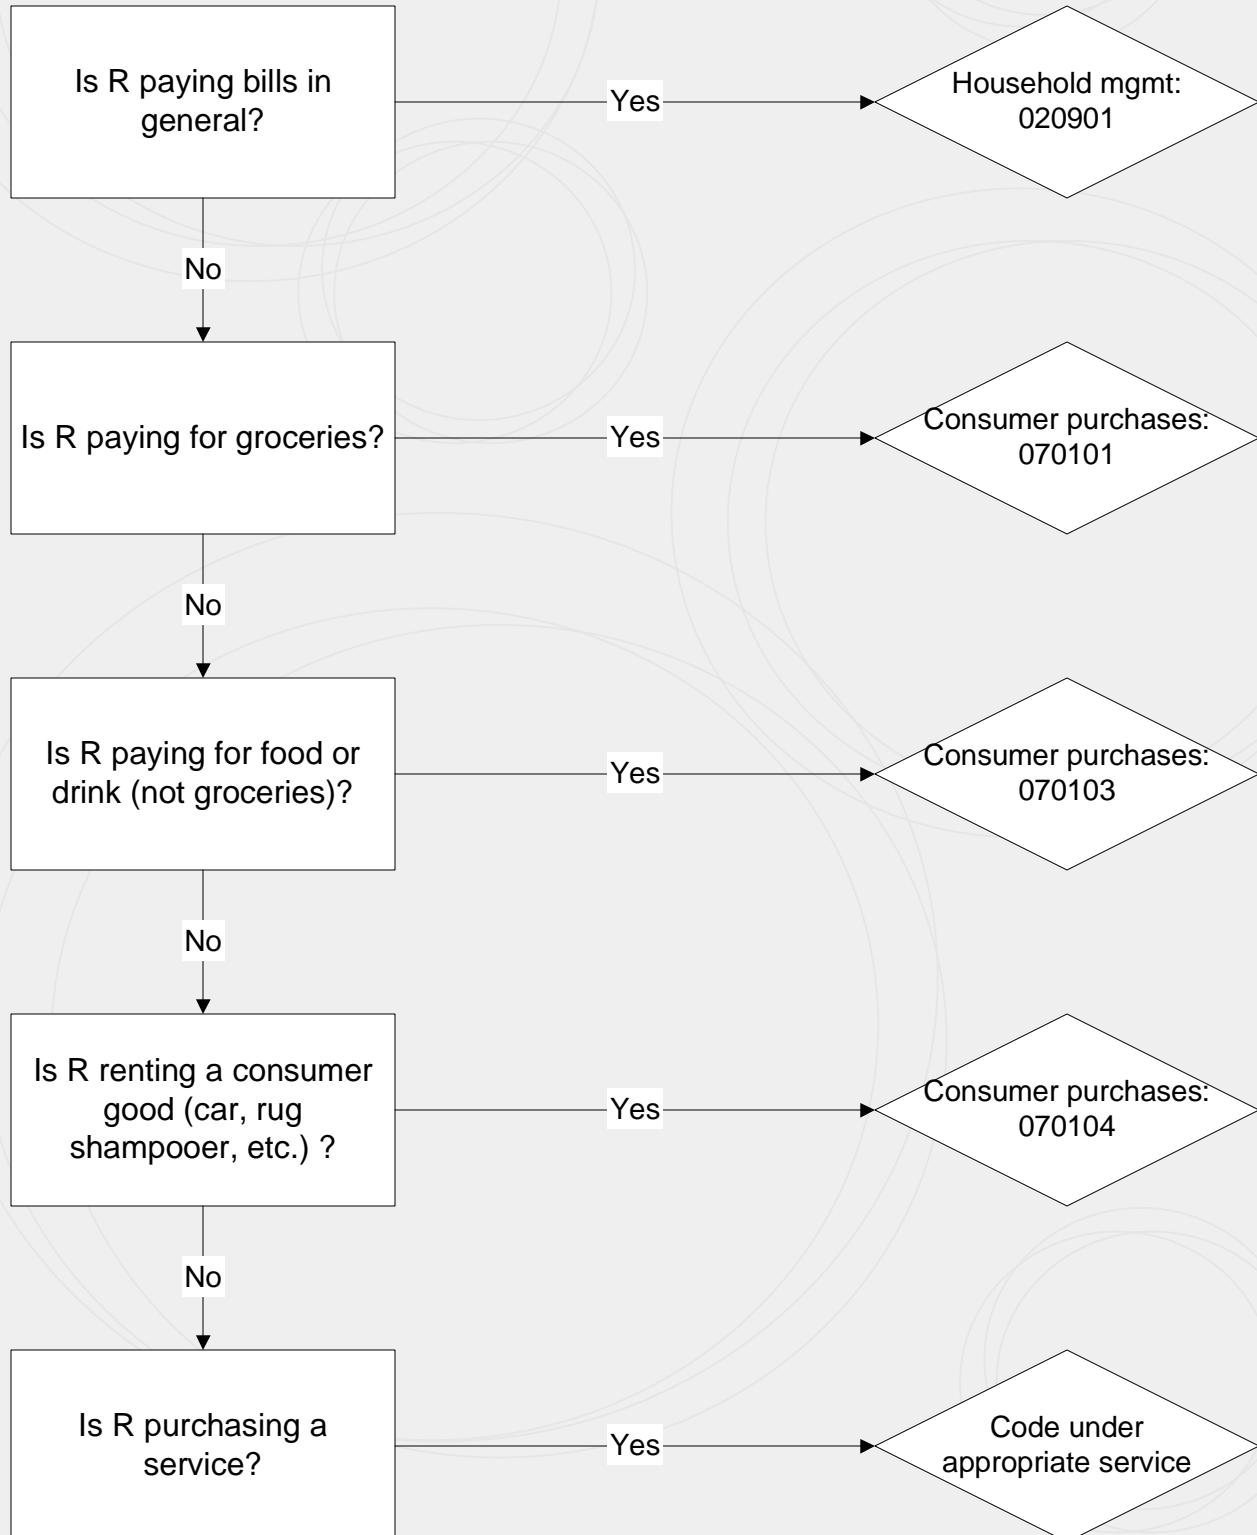 Is R paying bills in
general?
Yes
Household mgmt:
020901
No
Is R paying for groceries?
Yes
Consumer purchases:
070101
No
Is R paying for food or
drink (not groceries)?
Yes
Consumer purchases:
070103
No
Is R renting a consumer
good (car, rug
shampooer, etc.) ?
Yes
Consumer purchases:
070104
No
Is R purchasing a
service?
Yes
Code under
appropriate service